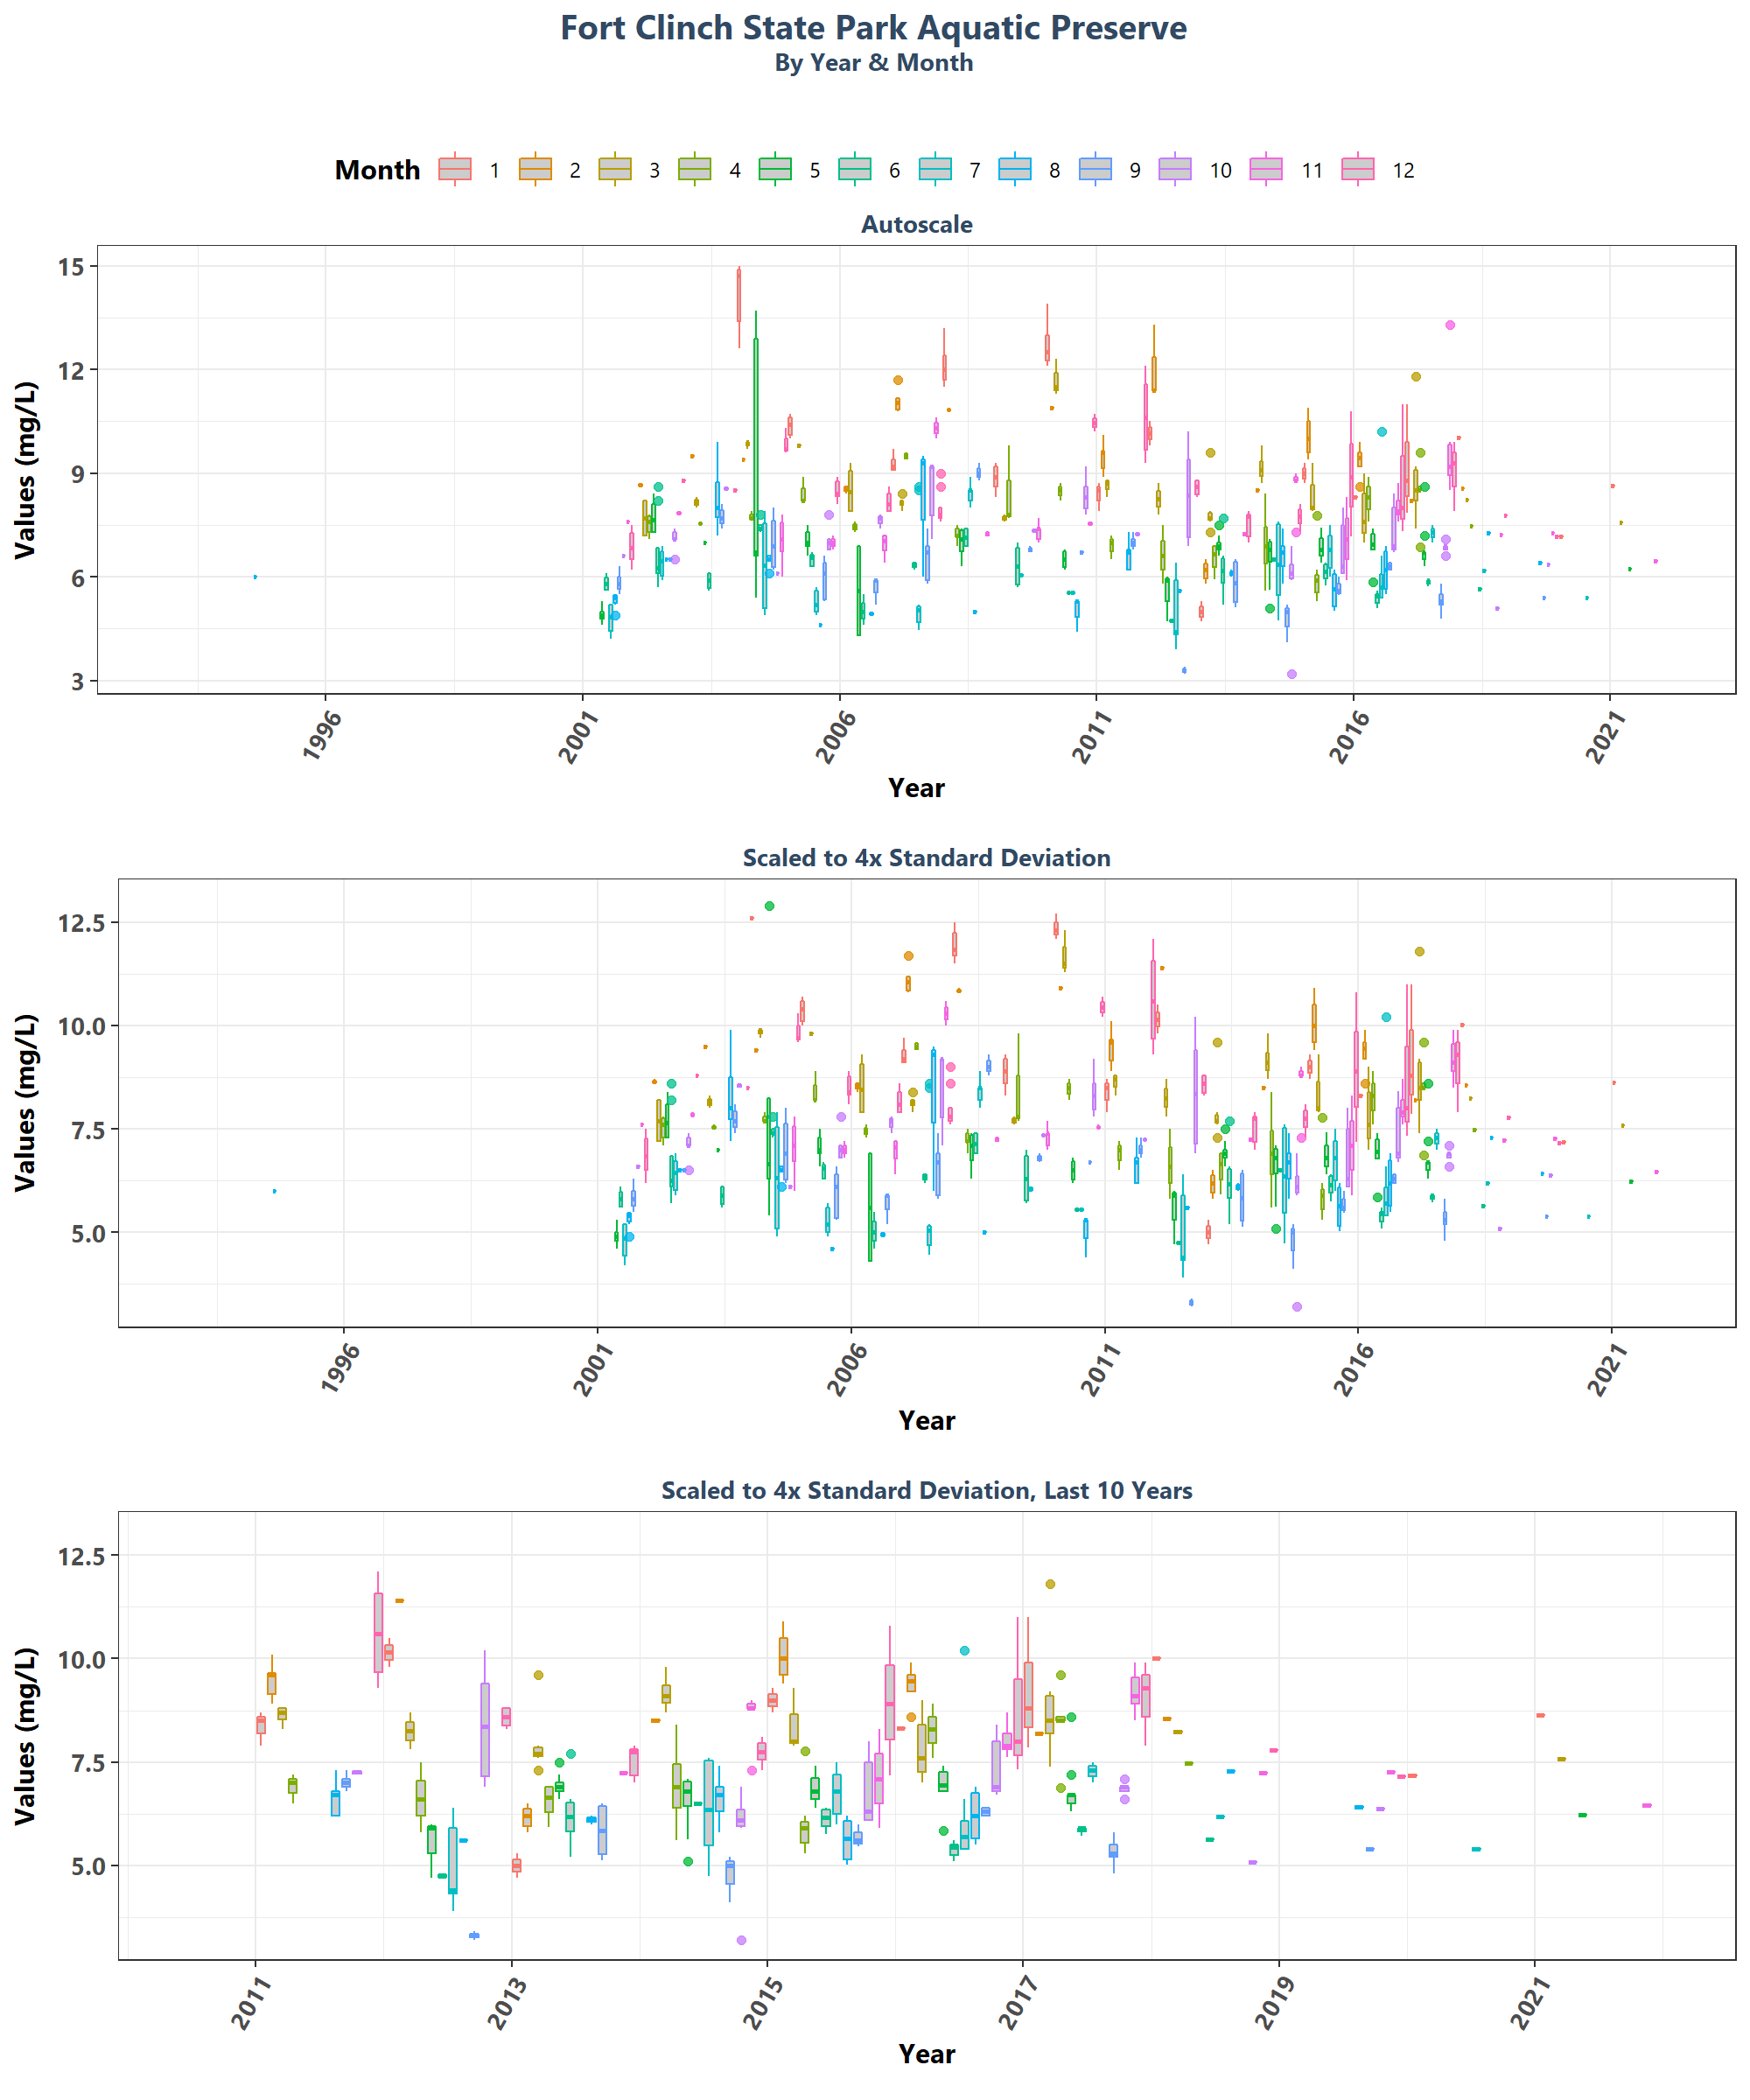 Fort Clinch State Park Aquatic Preserve
By Year & Month
Month 1 2 3 4 5 6 7 8 9 10 11 12
Autoscale
Values (mg/L)
15
12
9
6
3
1996 2001 2006 2011 2016 2021
Year
Scaled to 4x Standard Deviation
Values (mg/L)
12.5
10.0
7.5
5.0
1996 2001 2006 2011 2016 2021
Year
Scaled to 4x Standard Deviation, Last 10 Years
Values (mg/L)
12.5
10.0
7.5
5.0
2011 2013 2015 2017 2019 2021
Year